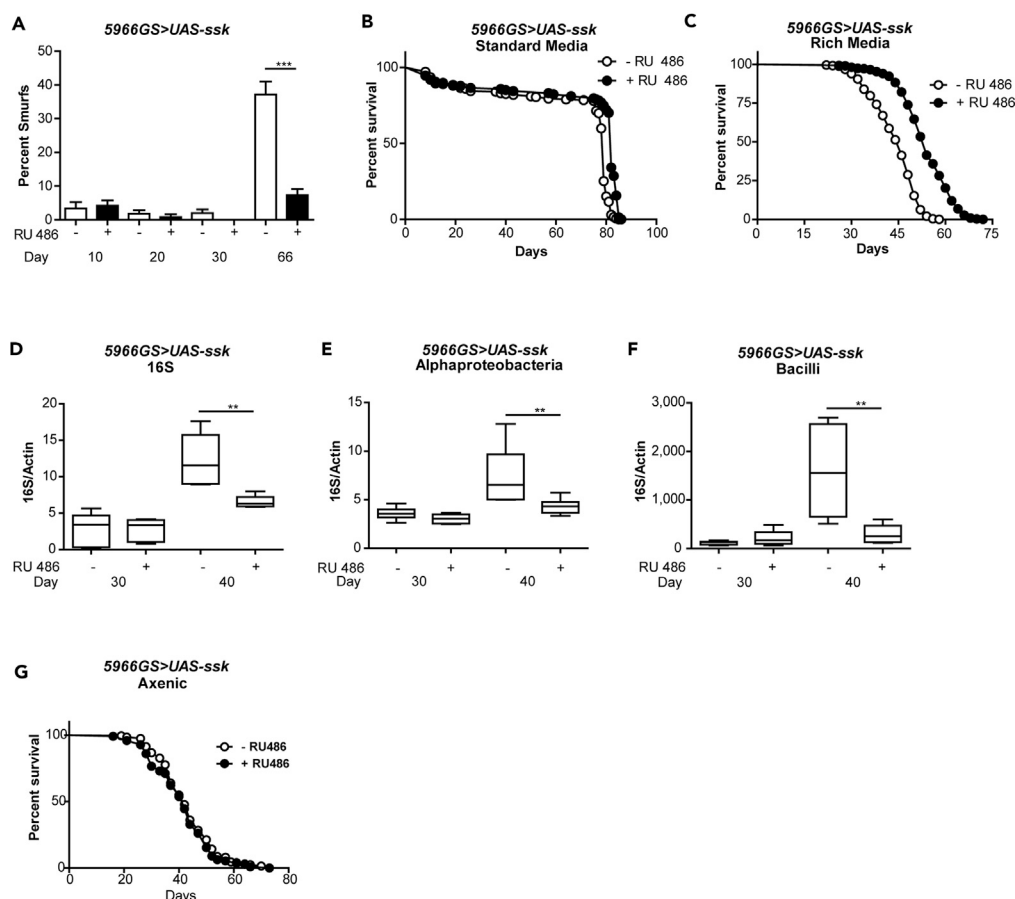 A
5966GS>UAS-ssk
Percent Smurfs
50
40
30
20
10
0
***
RU 486 - + - + - + - +
Day 10 20 30 66
B
5966GS>UAS-ssk
Standard Media
- RU 486
+ RU 486
Percent survival
100
75
50
25
0
0 20 40 60 80 100
Days
C
5966GS>UAS-ssk
Rich Media
- RU 486
+ RU 486
Percent survival
100
75
50
25
0
0 15 30 45 60 75
Days
D
5966GS>UAS-ssk
16S
16S/Actin
20
15
10
5
0
**
RU 486 - + - +
Day 30 40
E
5966GS>UAS-ssk
Alphaproteobacteria
16S/Actin
15
10
5
0
**
RU 486 - + - +
Day 30 40
F
5966GS>UAS-ssk
Bacilli
16S/Actin
3,000
2,000
1,000
0
**
RU 486 - + - +
Day 30 40
G
5966GS>UAS-ssk
Axenic
- RU486
+ RU486
Percent survival
100
50
0
0 20 40 60 80
Days